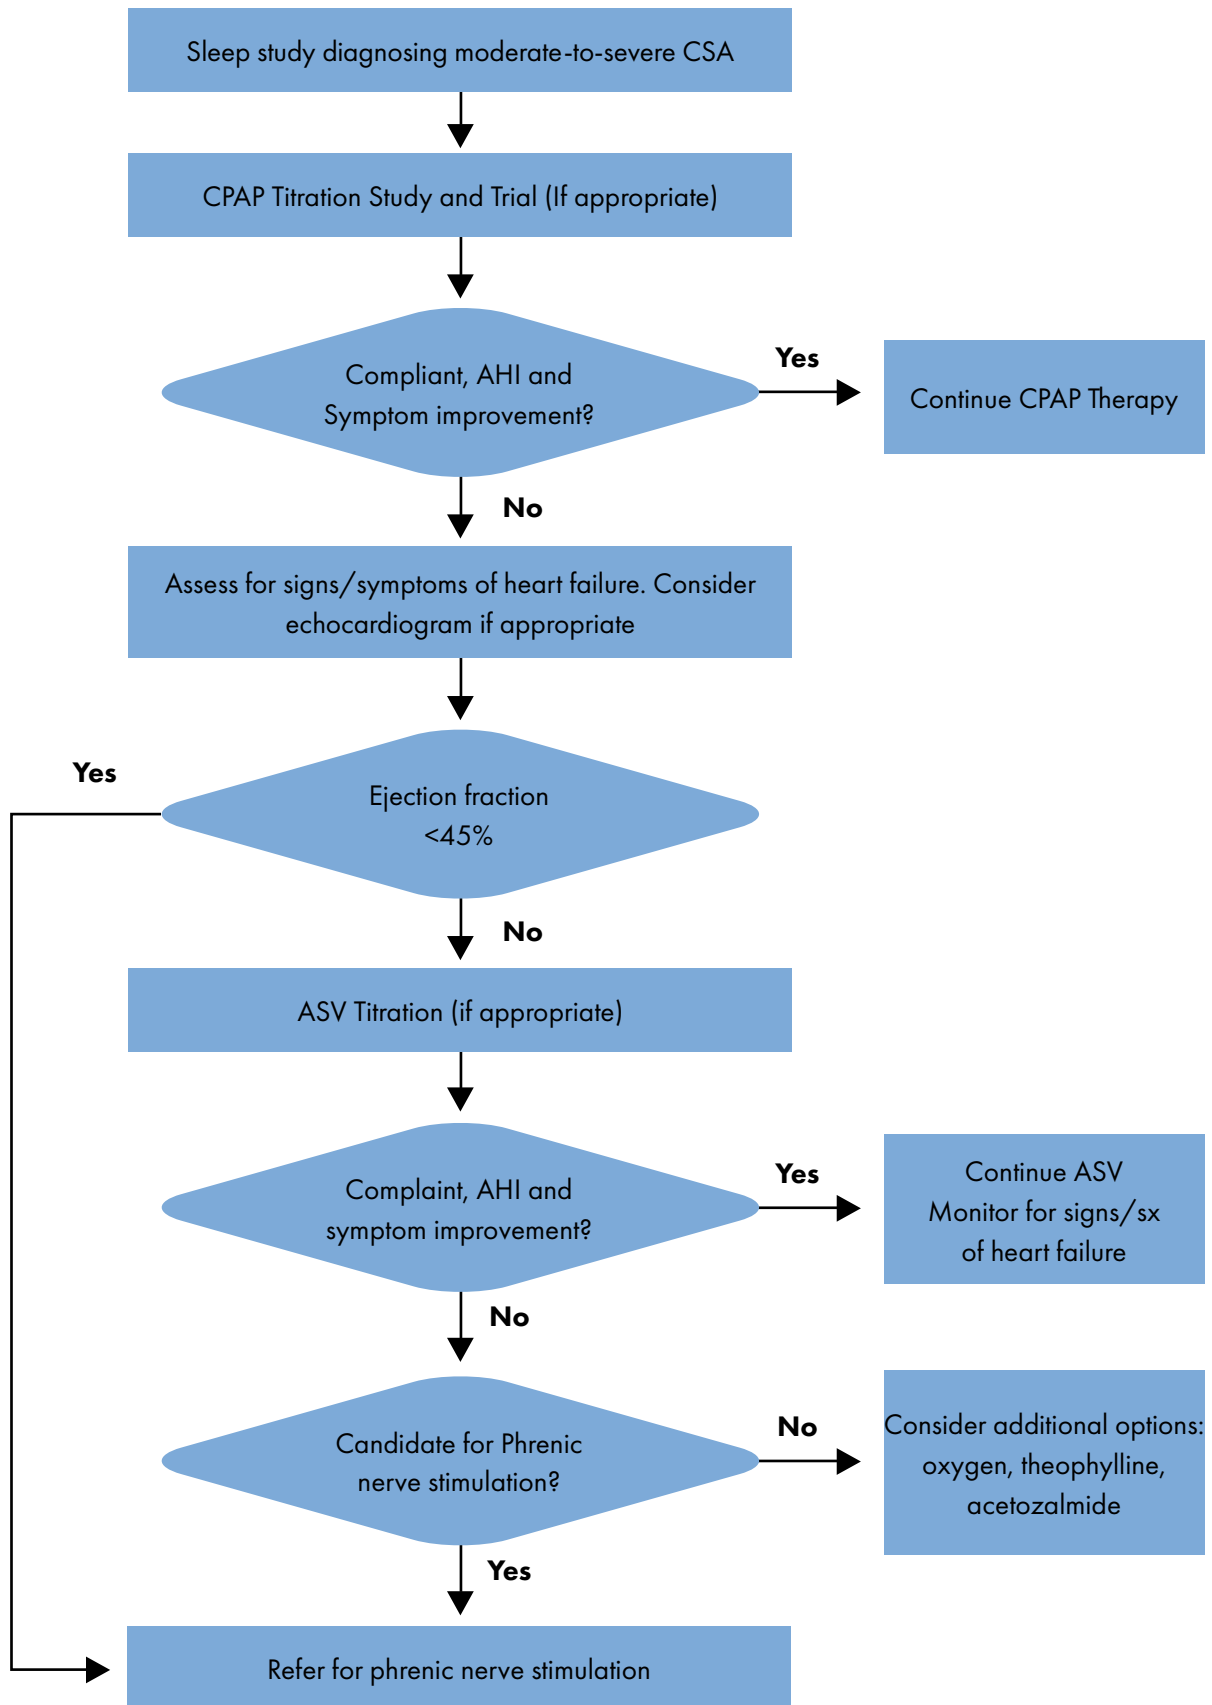 Sleep study diagnosing moderate-to-severe CSA
CPAP Titration Study and Trial (If appropriate)
Compliant, AHI and
Symptom improvement?
Yes
Continue CPAP Therapy
No
Assess for signs/symptoms of heart failure. Consider
echocardiogram if appropriate
Yes
Ejection fraction
<45%
No
ASV Titration (if appropriate)
Complaint, AHI and
symptom improvement?
Yes
Continue ASV
Monitor for signs/sx
of heart failure
No
Candidate for Phrenic
nerve stimulation?
No
Consider additional options:
oxygen, theophylline,
acetozalmide
Yes
Refer for phrenic nerve stimulation